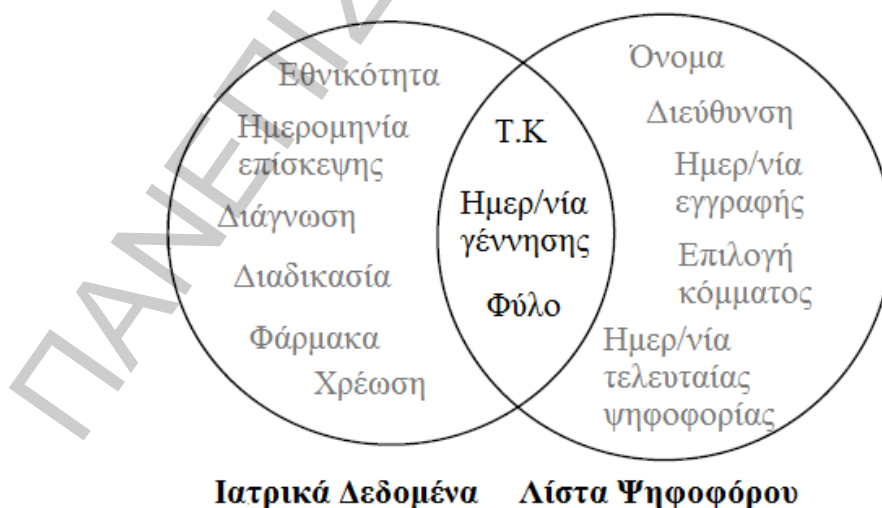 ΠΑΝΕΠΙΣ
Εθνικότητα
Ημερομηνία
επίσκεψης
Διάγνωση
Διαδικασία
Φάρμακα
Χρέωση
Τ.Κ
Ημερ/νία
γέννησης
Φύλο
Όνομα
Διεύθυνση
Ημερ/νία
εγγραφής
Επιλογή
κόμματος
Ημερ/νία
τελευταίας
ψηφοφορίας
Ιατρικά Δεδομένα
Λίστα Ψηφοφόρου